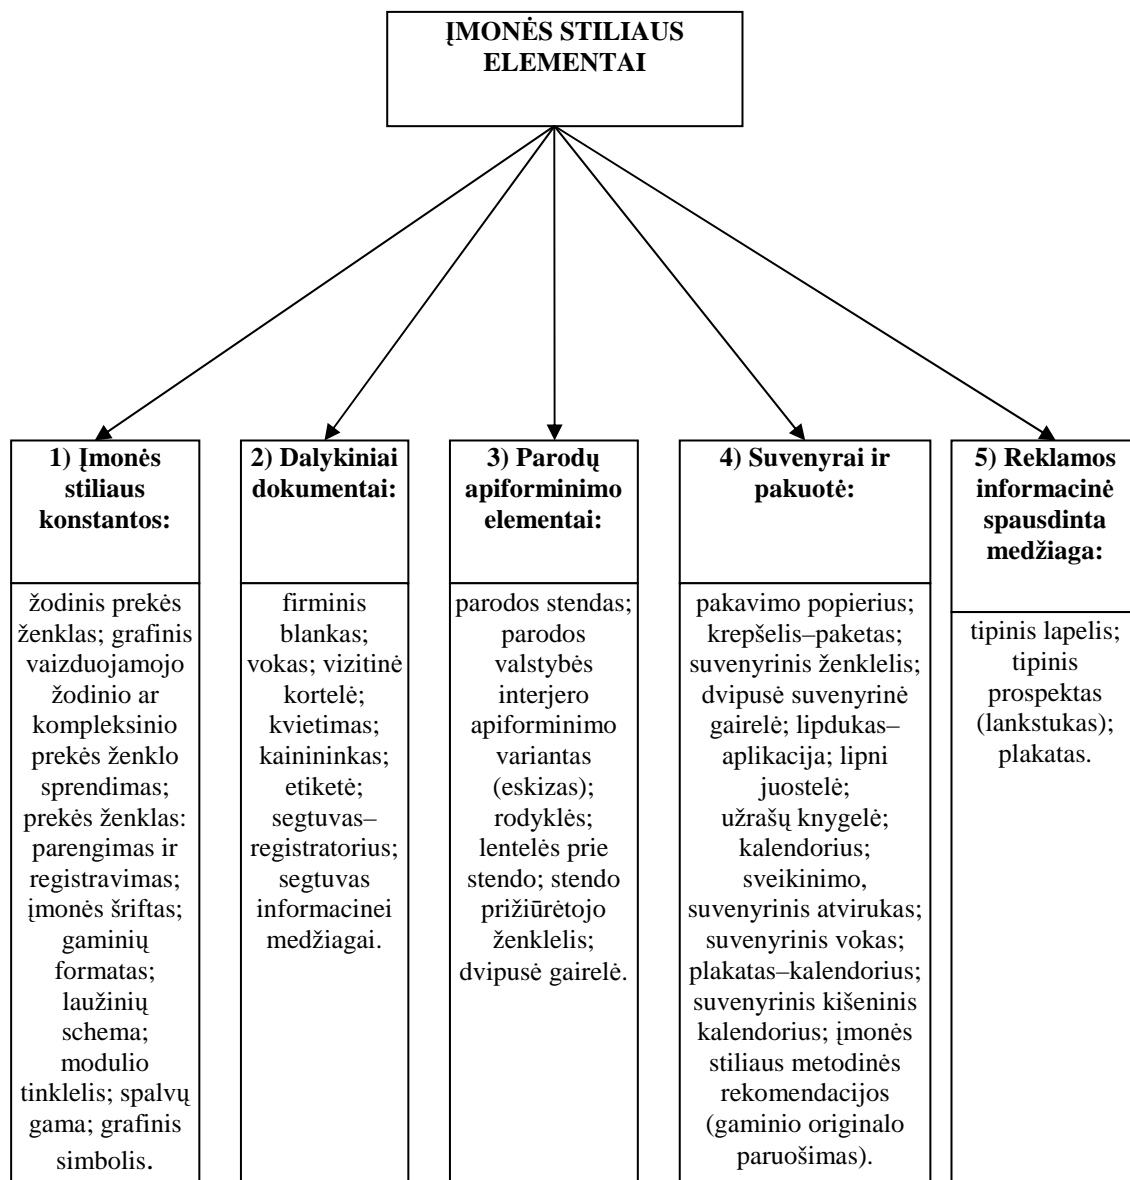 ĮMONĖS STILIAUS
ELEMENTAI
1) Įmonės
stiliaus
konstantos:
žodinis prekės
ženklas; grafinis
vaizduojamojo
žodinio ar
kompleksinio
prekės ženklo
sprendimas;
prekės ženklas:
parengimas ir
registravimas;
įmonės šriftas;
gaminių
formatas;
laužinių
schema;
modulio
tinklelis; spalvų
gama; grafinis
simbolis.
2) Dalykiniai
dokumentai:
firminis
blankas;
vokas; vizitinė
kortelė;
kvietimas;
kainininkas;
etiketė;
segtuvas–
registratorius;
segtuvas
informacinei
medžiagai.
3) Parodų
apiforminimo
elementai:
parodos stendas;
parodos
valstybės
interjero
apiforminimo
variantas
(eskizas);
rodyklės;
lentelės prie
stendo; stendo
prižiūrėtojo
ženklelis;
dvipusė gairelė.
4) Suvenyrai ir
pakuotė:
pakavimo popierius;
krepšelis–paketas;
suvenyrinis ženklelis;
dvipusė suvenyrinė
gairelė; lipdukas–
aplikacija; lipni
juostelė;
užrašų knygelė;
kalendorius;
sveikinimo,
suvenyrinis atvirukas;
suvenyrinis vokas;
plakatas–kalendorius;
suvenyrinis kišeninis
kalendorius; įmonės
stiliaus metodinės
rekomendacijos
(gaminio originalo
paruošimas).
5) Reklamos
informacinė
spausdinta
medžiaga:
tipinis lapelis;
tipinis
prospektas
(lankstukas);
plakatas.